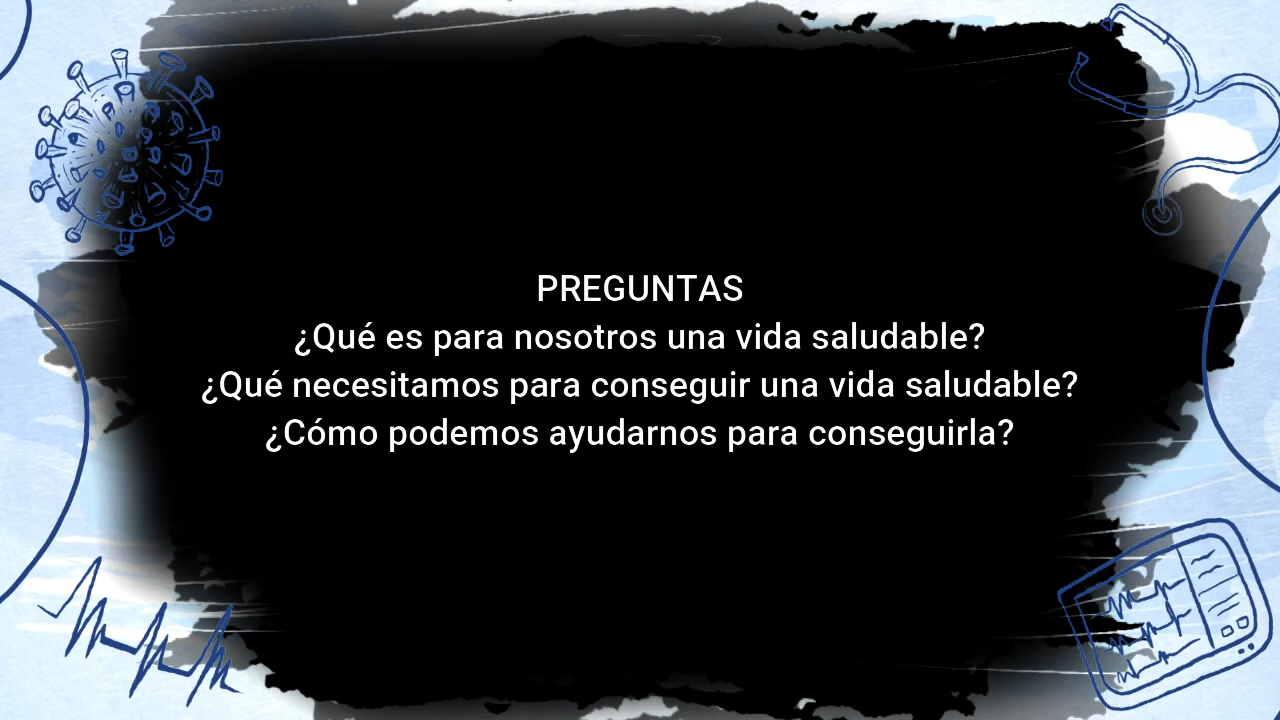 PREGUNTAS
¿Qué es para nosotros una vida saludable?
¿Qué necesitamos para conseguir una vida saludable?
¿Cómo podemos ayudarnos para conseguirla?